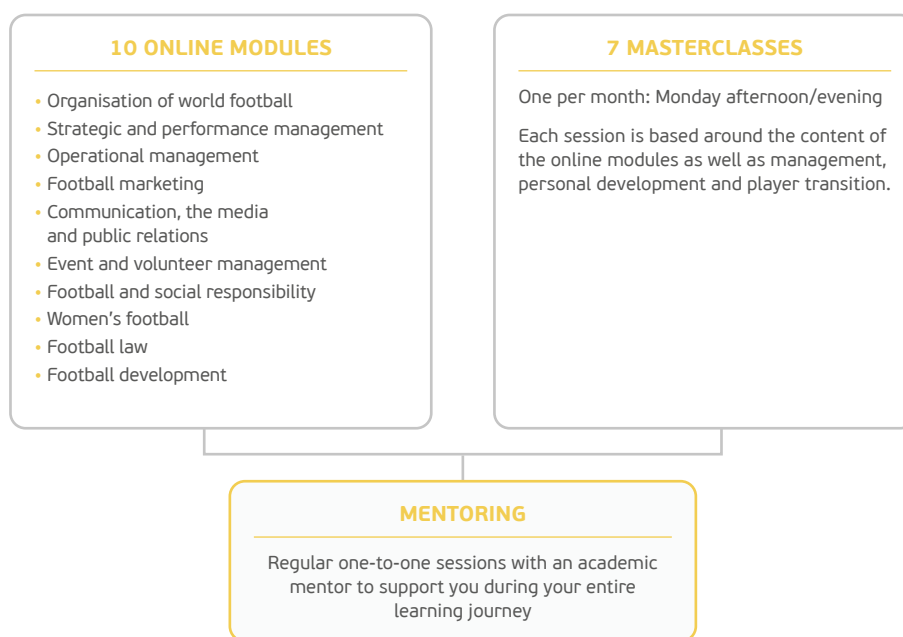 10 ONLINE MODULES
• Organisation of world football
• Strategic and performance management
• Operational management
• Football marketing
• Communication, the media
and public relations
• Event and volunteer management
• Football and social responsibility
• Women's football
• Football law
• Football development
7 MASTERCLASSES
One per month: Monday afternoon/evening
Each session is based around the content of
the online modules as well as management,
personal development and player transition.
MENTORING
Regular one-to-one sessions with an academic
mentor to support you during your entire
learning journey